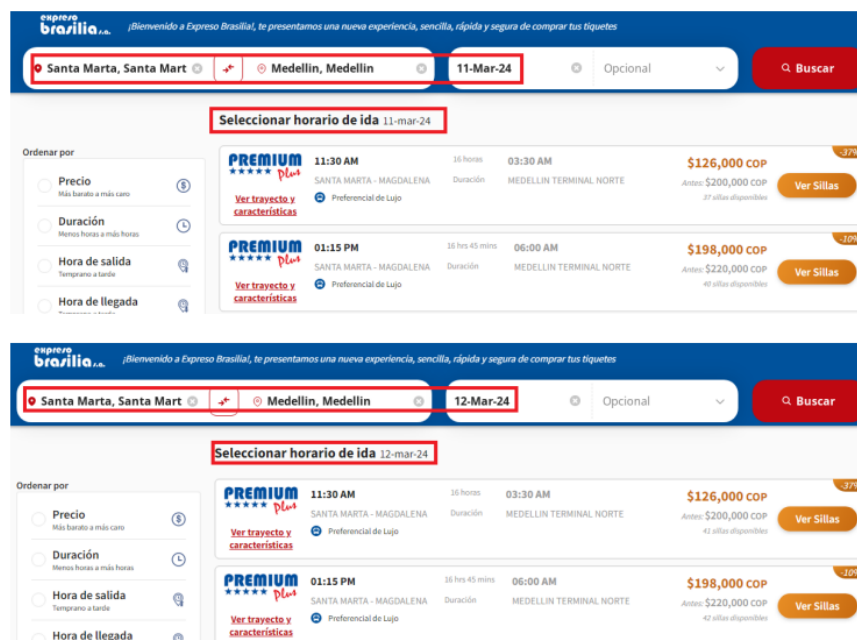 expreso
brasilia s.a.
¡Bienvenido a Expreso Brasilia!, te presentamos una nueva experiencia, sencilla, rápida y segura de comprar tus tiquetes
Santa Marta, Santa Mart
Medellin, Medellin
11-Mar-24
Opcional
Buscar
Seleccionar horario de ida 11-mar-24
Ordenar por
Precio
Más barato a más caro
Duración
Menos horas a más horas
Hora de salida
Temprano a tarde
Hora de llegada
Temprano a tarde
PREMIUM
Plus
Ver trayecto y
características
11:30 AM
SANTA MARTA - MAGDALENA
Preferencial de Lujo
16 horas
Duración
03:30 AM
MEDELLIN TERMINAL NORTE
$126,000 COP
Antes: $200,000 COP
37 sillas disponibles
-37%
Ver Sillas
PREMIUM
Plus
Ver trayecto y
características
01:15 PM
SANTA MARTA - MAGDALENA
Preferencial de Lujo
16 hrs 45 mins
Duración
06:00 AM
MEDELLIN TERMINAL NORTE
$198,000 COP
Antes: $220,000 COP
40 sillas disponibles
-10%
Ver Sillas
expreso
brasilia s.a.
¡Bienvenido a Expreso Brasilia!, te presentamos una nueva experiencia, sencilla, rápida y segura de comprar tus tiquetes
Santa Marta, Santa Mart
Medellin, Medellin
12-Mar-24
Opcional
Buscar
Seleccionar horario de ida 12-mar-24
Ordenar por
Precio
Más barato a más caro
Duración
Menos horas a más horas
Hora de salida
Temprano a tarde
Hora de llegada
PREMIUM
Plus
Ver trayecto y
características
11:30 AM
SANTA MARTA - MAGDALENA
Preferencial de Lujo
16 horas
Duración
03:30 AM
MEDELLIN TERMINAL NORTE
$126,000 COP
Antes: $200,000 COP
41 sillas disponibles
-37%
Ver Sillas
PREMIUM
Plus
Ver trayecto y
características
01:15 PM
SANTA MARTA - MAGDALENA
Preferencial de Lujo
16 hrs 45 mins
Duración
06:00 AM
MEDELLIN TERMINAL NORTE
$198,000 COP
Antes: $220,000 COP
42 sillas disponibles
-10%
Ver Sillas